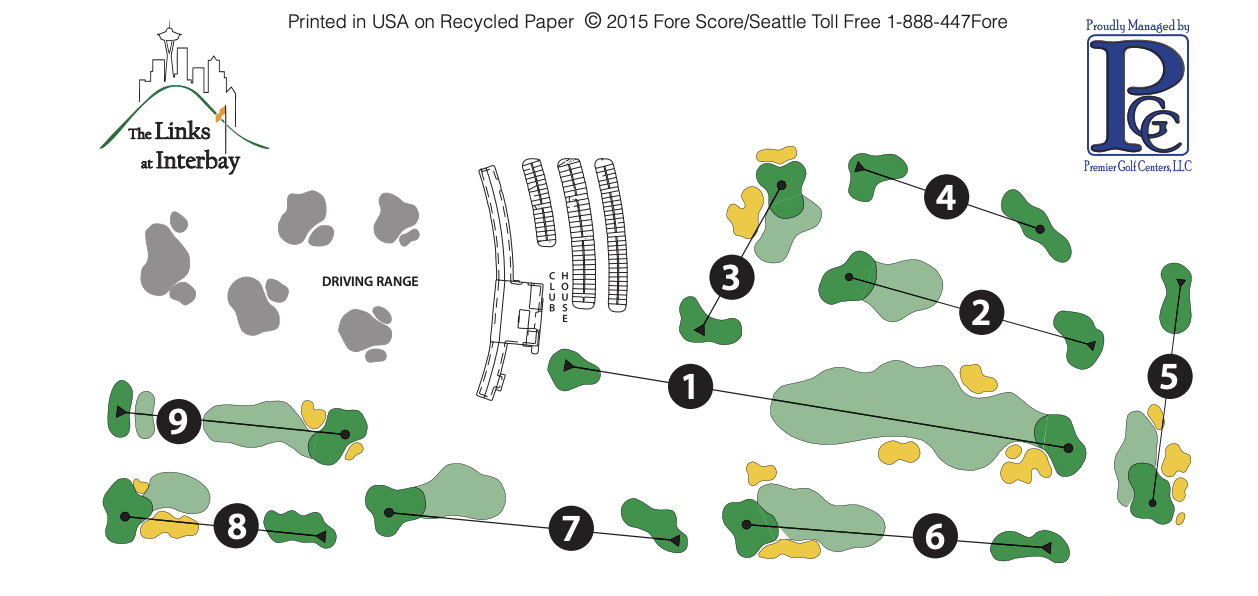 Printed in USA on Recycled Paper © 2015 Fore Score/Seattle Toll Free 1-888-447Fore
Proudly Managed by
PGCC
Premier Golf Centers, LLC
The Links
at Interbay
DRIVING RANGE
CLUB
HOUSE
4
3
2
1
5
9
8
7
6